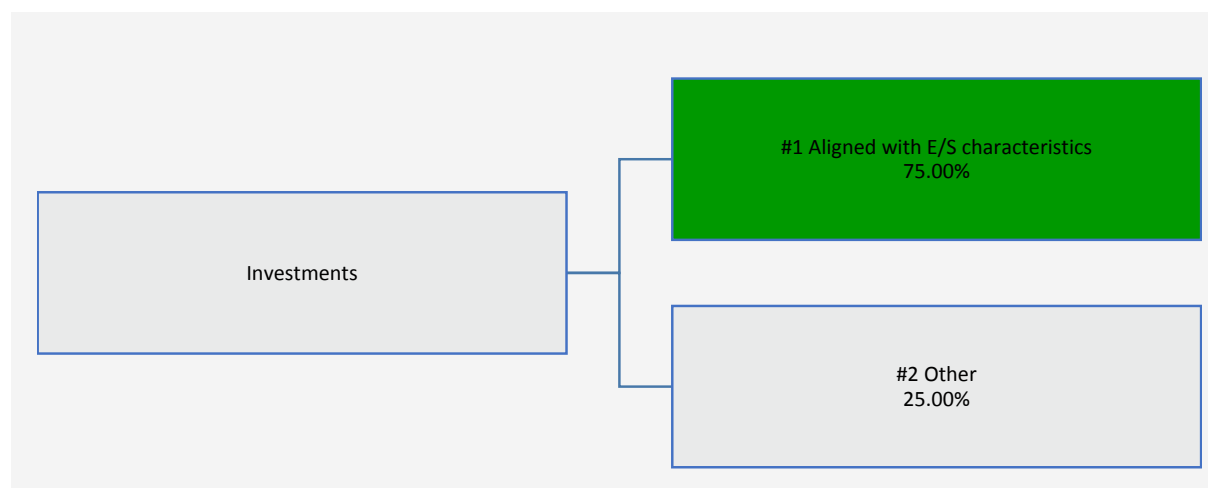 #1 Aligned with E/S characteristics
75.00%
Investments
#2 Other
25.00%